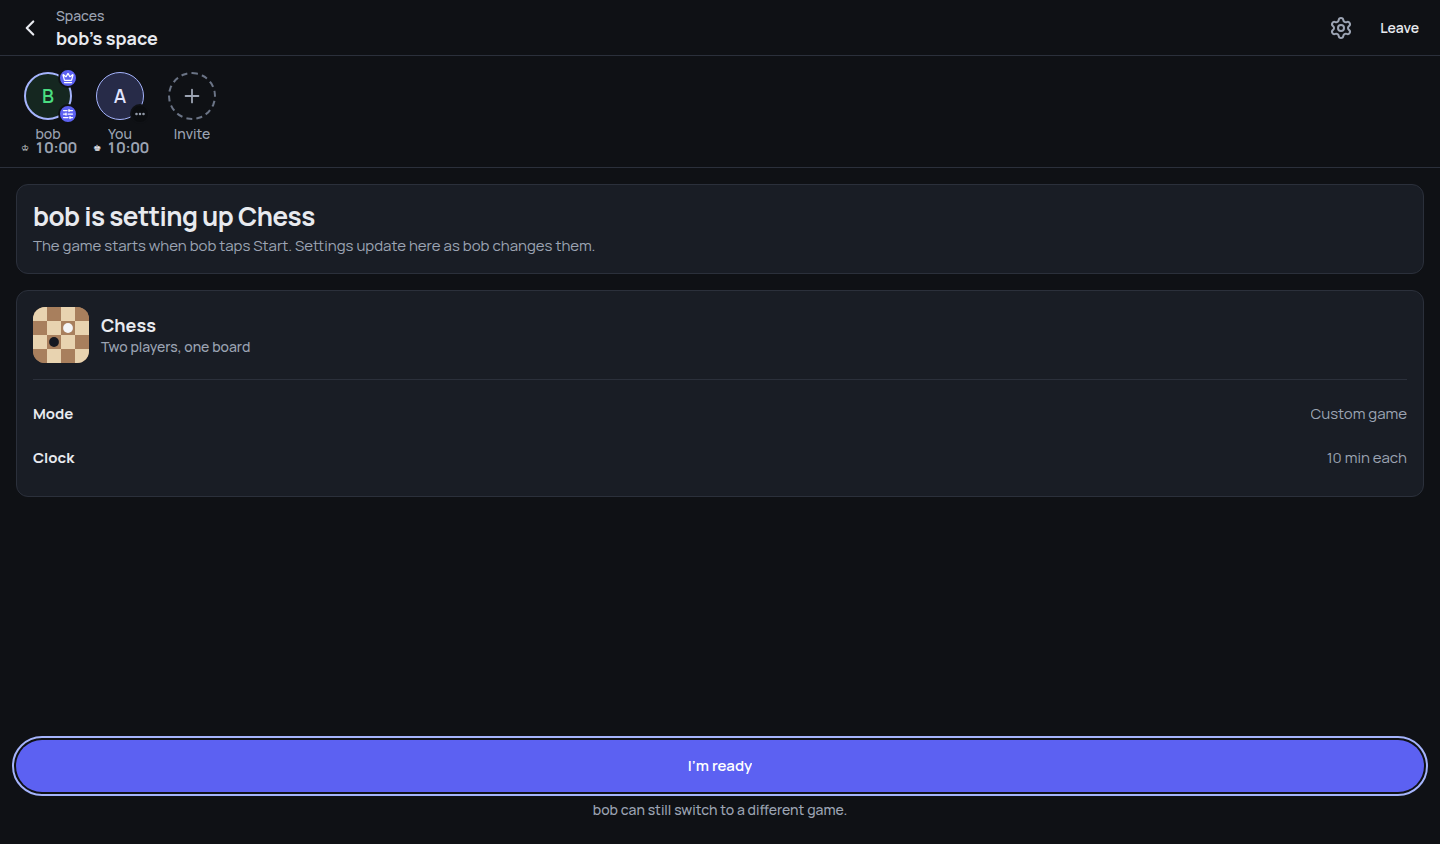 Spaces
bob's space
Leave
B
A
bob
You
Invite
10:00
10:00
bob is setting up Chess
The game starts when bob taps Start. Settings update here as bob changes them.
Chess
Two players, one board
Mode
Custom game
Clock
10 min each
I'm ready
bob can still switch to a different game.